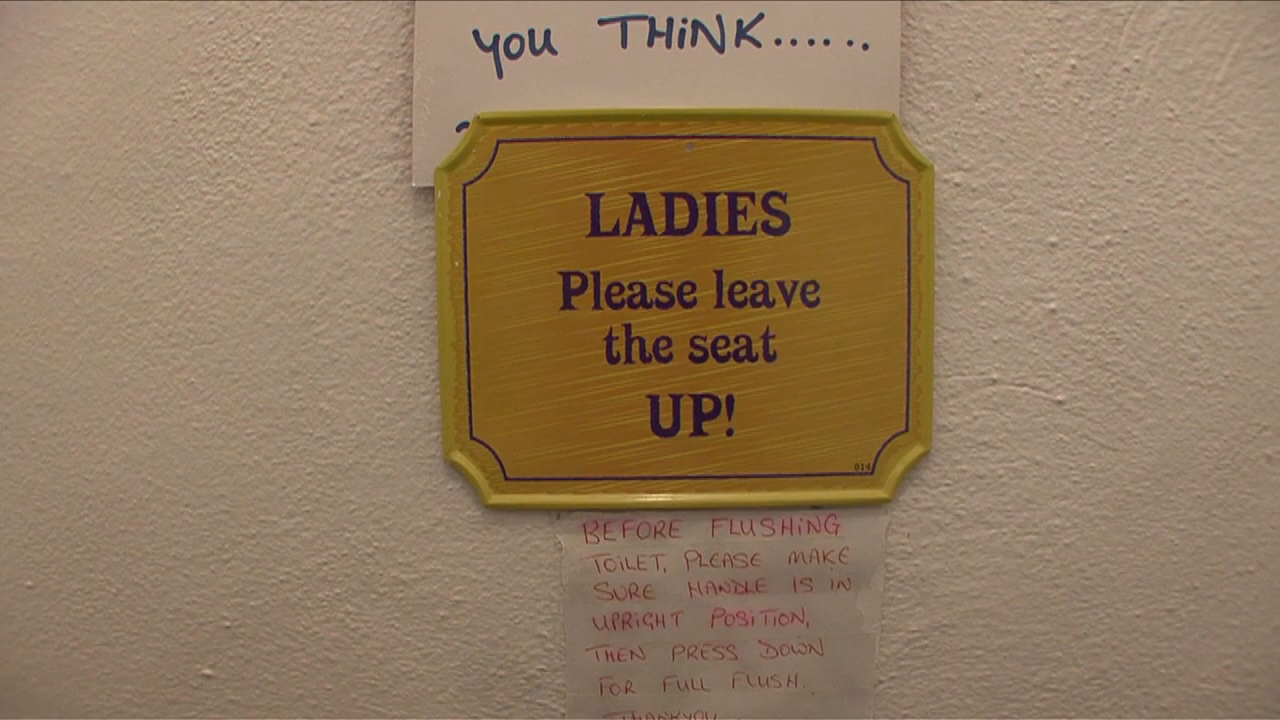 YOU THiNK......
LADIES
Please leave
the seat
UP!
014
BEFORE FLUSHiNG
TOiLET, PLEASE MAKE
SURE HANDLE iS iN
UPRiGHT POSiTiON,
THEN PRESS DOWN
FOR FULL FLUSH.
THANKYOU